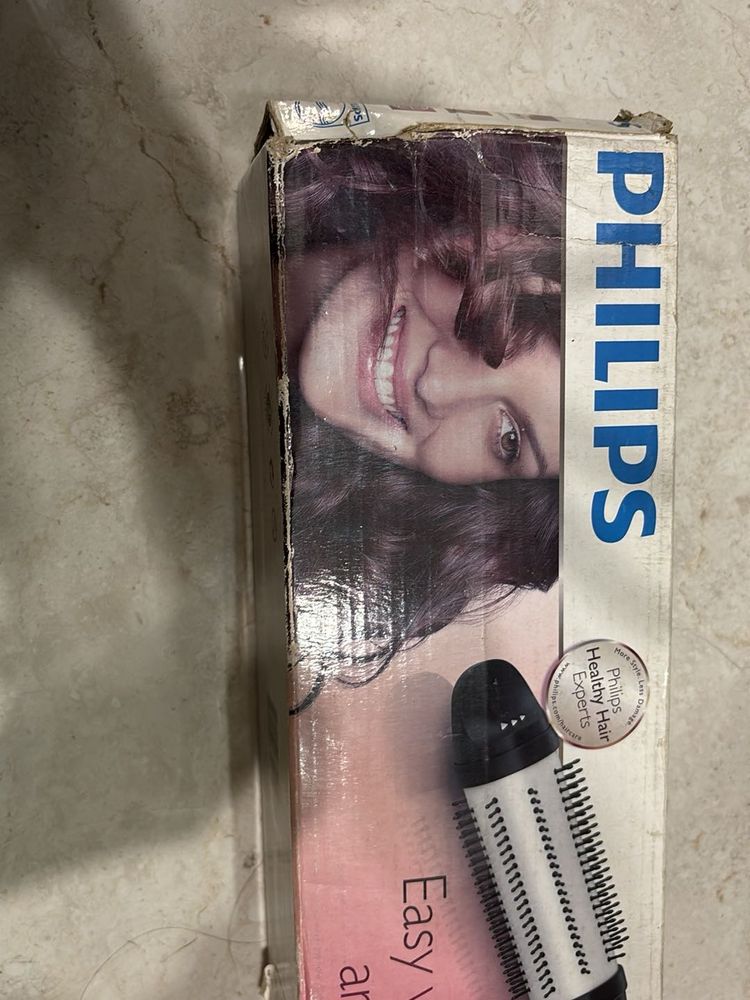 PHILIPS
More Style, Less Damage
Philips
Healthy Hair
Experts
www.philips.com/haircare
Easy